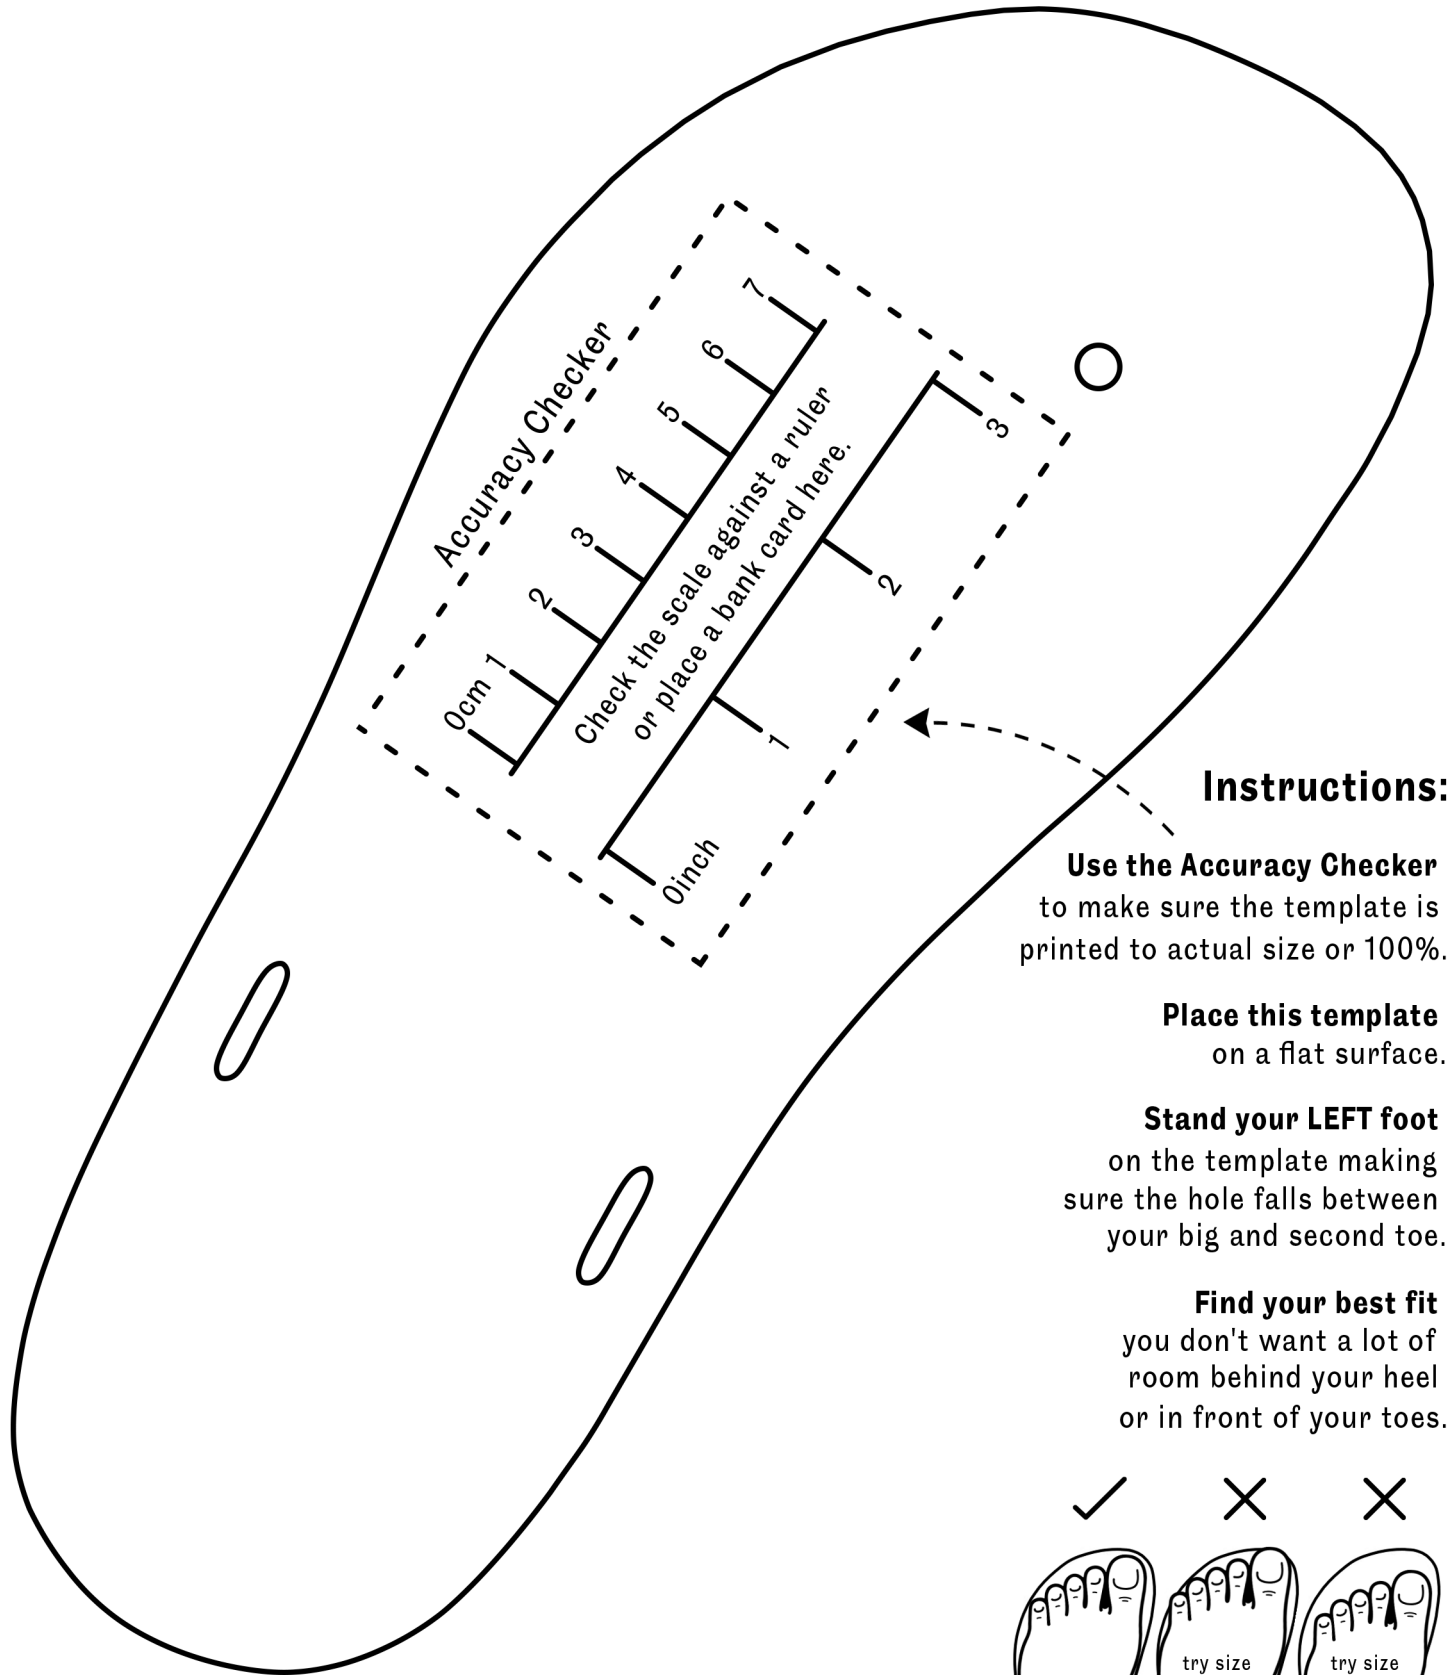 Accuracy Checker
7
6
5
4
3
2
1
0cm
Check the scale against a ruler
or place a bank card here.
3
2
1
0inch
Instructions:
Use the Accuracy Checker
to make sure the template is
printed to actual size or 100%.
Place this template
on a flat surface.
Stand your LEFT foot
on the template making
sure the hole falls between
your big and second toe.
Find your best fit
you don't want a lot of
room behind your heel
or in front of your toes.
try size
try size